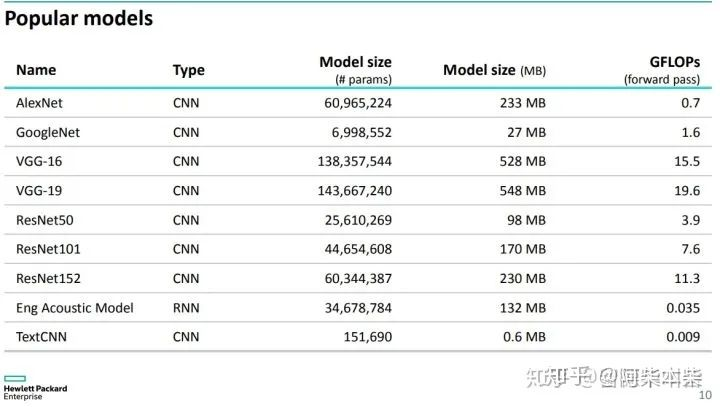 Popular models
Name Type Model size (# params) Model size (MB) GFLOPs (forward pass)
AlexNet CNN 60,965,224 233 MB 0.7
GoogleNet CNN 6,998,552 27 MB 1.6
VGG-16 CNN 138,357,544 528 MB 15.5
VGG-19 CNN 143,667,240 548 MB 19.6
ResNet50 CNN 25,610,269 98 MB 3.9
ResNet101 CNN 44,654,608 170 MB 7.6
ResNet152 CNN 60,344,387 230 MB 11.3
Eng Acoustic Model RNN 34,678,784 132 MB 0.035
TextCNN CNN 151,690 0.6 MB 0.009
Hewlett Packard
Enterprise
知乎
10